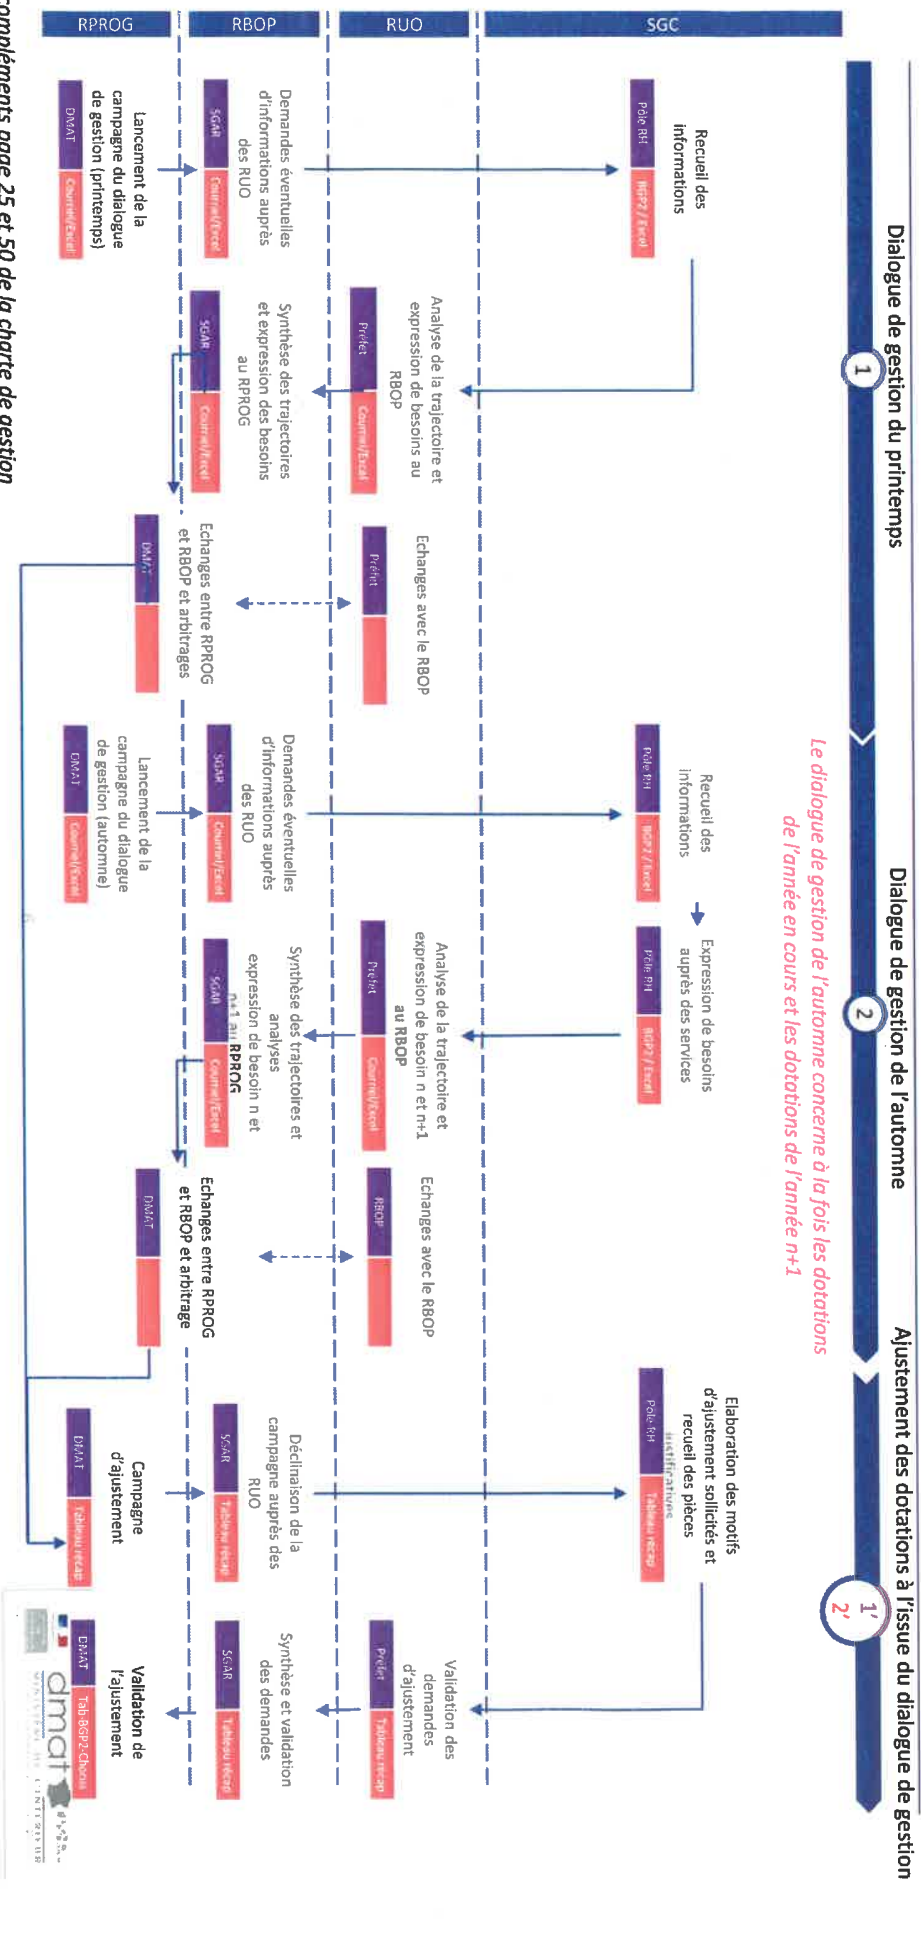 Dialogue de gestion du printemps
Dialogue de gestion de l'automne
Ajustement des dotations à l'issue du dialogue de gestion
1
2
1'
2'
Le dialogue de gestion de l'automne concerne à la fois les dotations
de l'année en cours et les dotations de l'année n+1
SGC
Recueil des
informations
Pôle RH
BGP2 / Excel
Recueil des
informations
Pôle RH
BGP2 / Excel
Expression de besoins
auprès des services
Pôle RH
BGP2 / Excel
Elaboration des motifs
d'ajustement sollicités et
recueil des pièces
justificatives
Pôle RH
Tableau récap
RUO
Analyse de la trajectoire et
expression de besoins au
RBOP
Préfet
Courriel/Excel
Echanges avec le RBOP
Préfet
Analyse de la trajectoire et
expression de besoin n et n+1
au RBOP
Préfet
Courriel/Excel
Echanges avec le RBOP
RBOP
Validation des
demandes
d'ajustement
Préfet
Tableau récap
RBOP
Demandes éventuelles
d'informations auprès
des RUO
SGAR
Courriel/Excel
Synthèse des trajectoires
et expression des besoins
au RPROG
SGAR
Courriel/Excel
Demandes éventuelles
d'informations auprès
des RUO
SGAR
Courriel/Excel
Synthèse des trajectoires et
analyses
expression de besoin n et
n+1 au RPROG
SGAR
Courriel/Excel
Déclinaison de la
campagne auprès des
RUO
SGAR
Tableau récap
Synthèse et validation
des demandes
SGAR
Tableau récap
RPROG
Lancement de la
campagne du dialogue
de gestion (printemps)
DMAT
Courriel/Excel
Echanges entre RPROG
et RBOP et arbitrages
DMAT
Lancement de la
campagne du dialogue
de gestion (automne)
DMAT
Courriel/Excel
Echanges entre RPROG
et RBOP et arbitrage
DMAT
Campagne
d'ajustement
DMAT
Tableau récap
Validation de
l'ajustement
DMAT
Tab-BGP2-Chorus
compléments page 25 et 50 de la charte de gestion
dmat
MINISTÈRE DE L'INTÉRIEUR